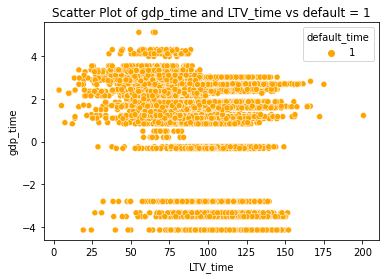 Scatter Plot of gdp_time and LTV_time vs default = 1
default_time
1
gdp_time
4
2
0
−2
−4
0 25 50 75 100 125 150 175 200
LTV_time